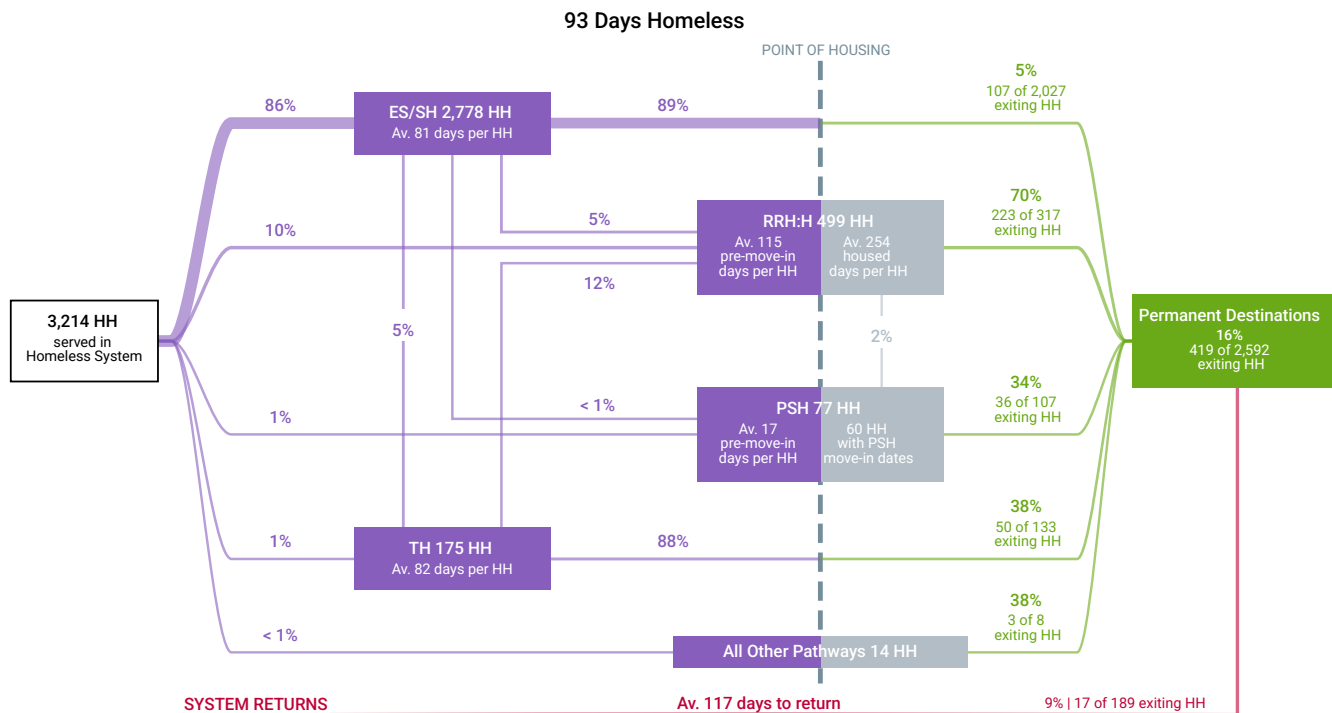 93 Days Homeless
POINT OF HOUSING
86%
ES/SH 2,778 HH
Av. 81 days per HH
89%
5%
107 of 2,027
exiting HH
10%
5%
12%
RRH:H 499 HH
Av. 115
pre-move-in
days per HH
Av. 254
housed
days per HH
70%
223 of 317
exiting HH
3,214 HH
served in
Homeless System
5%
2%
Permanent Destinations
16%
419 of 2,592
exiting HH
1%
< 1%
PSH 77 HH
Av. 17
pre-move-in
days per HH
60 HH
with PSH
move-in dates
34%
36 of 107
exiting HH
1%
TH 175 HH
Av. 82 days per HH
88%
38%
50 of 133
exiting HH
< 1%
All Other Pathways 14 HH
38%
3 of 8
exiting HH
SYSTEM RETURNS
Av. 117 days to return
9% | 17 of 189 exiting HH